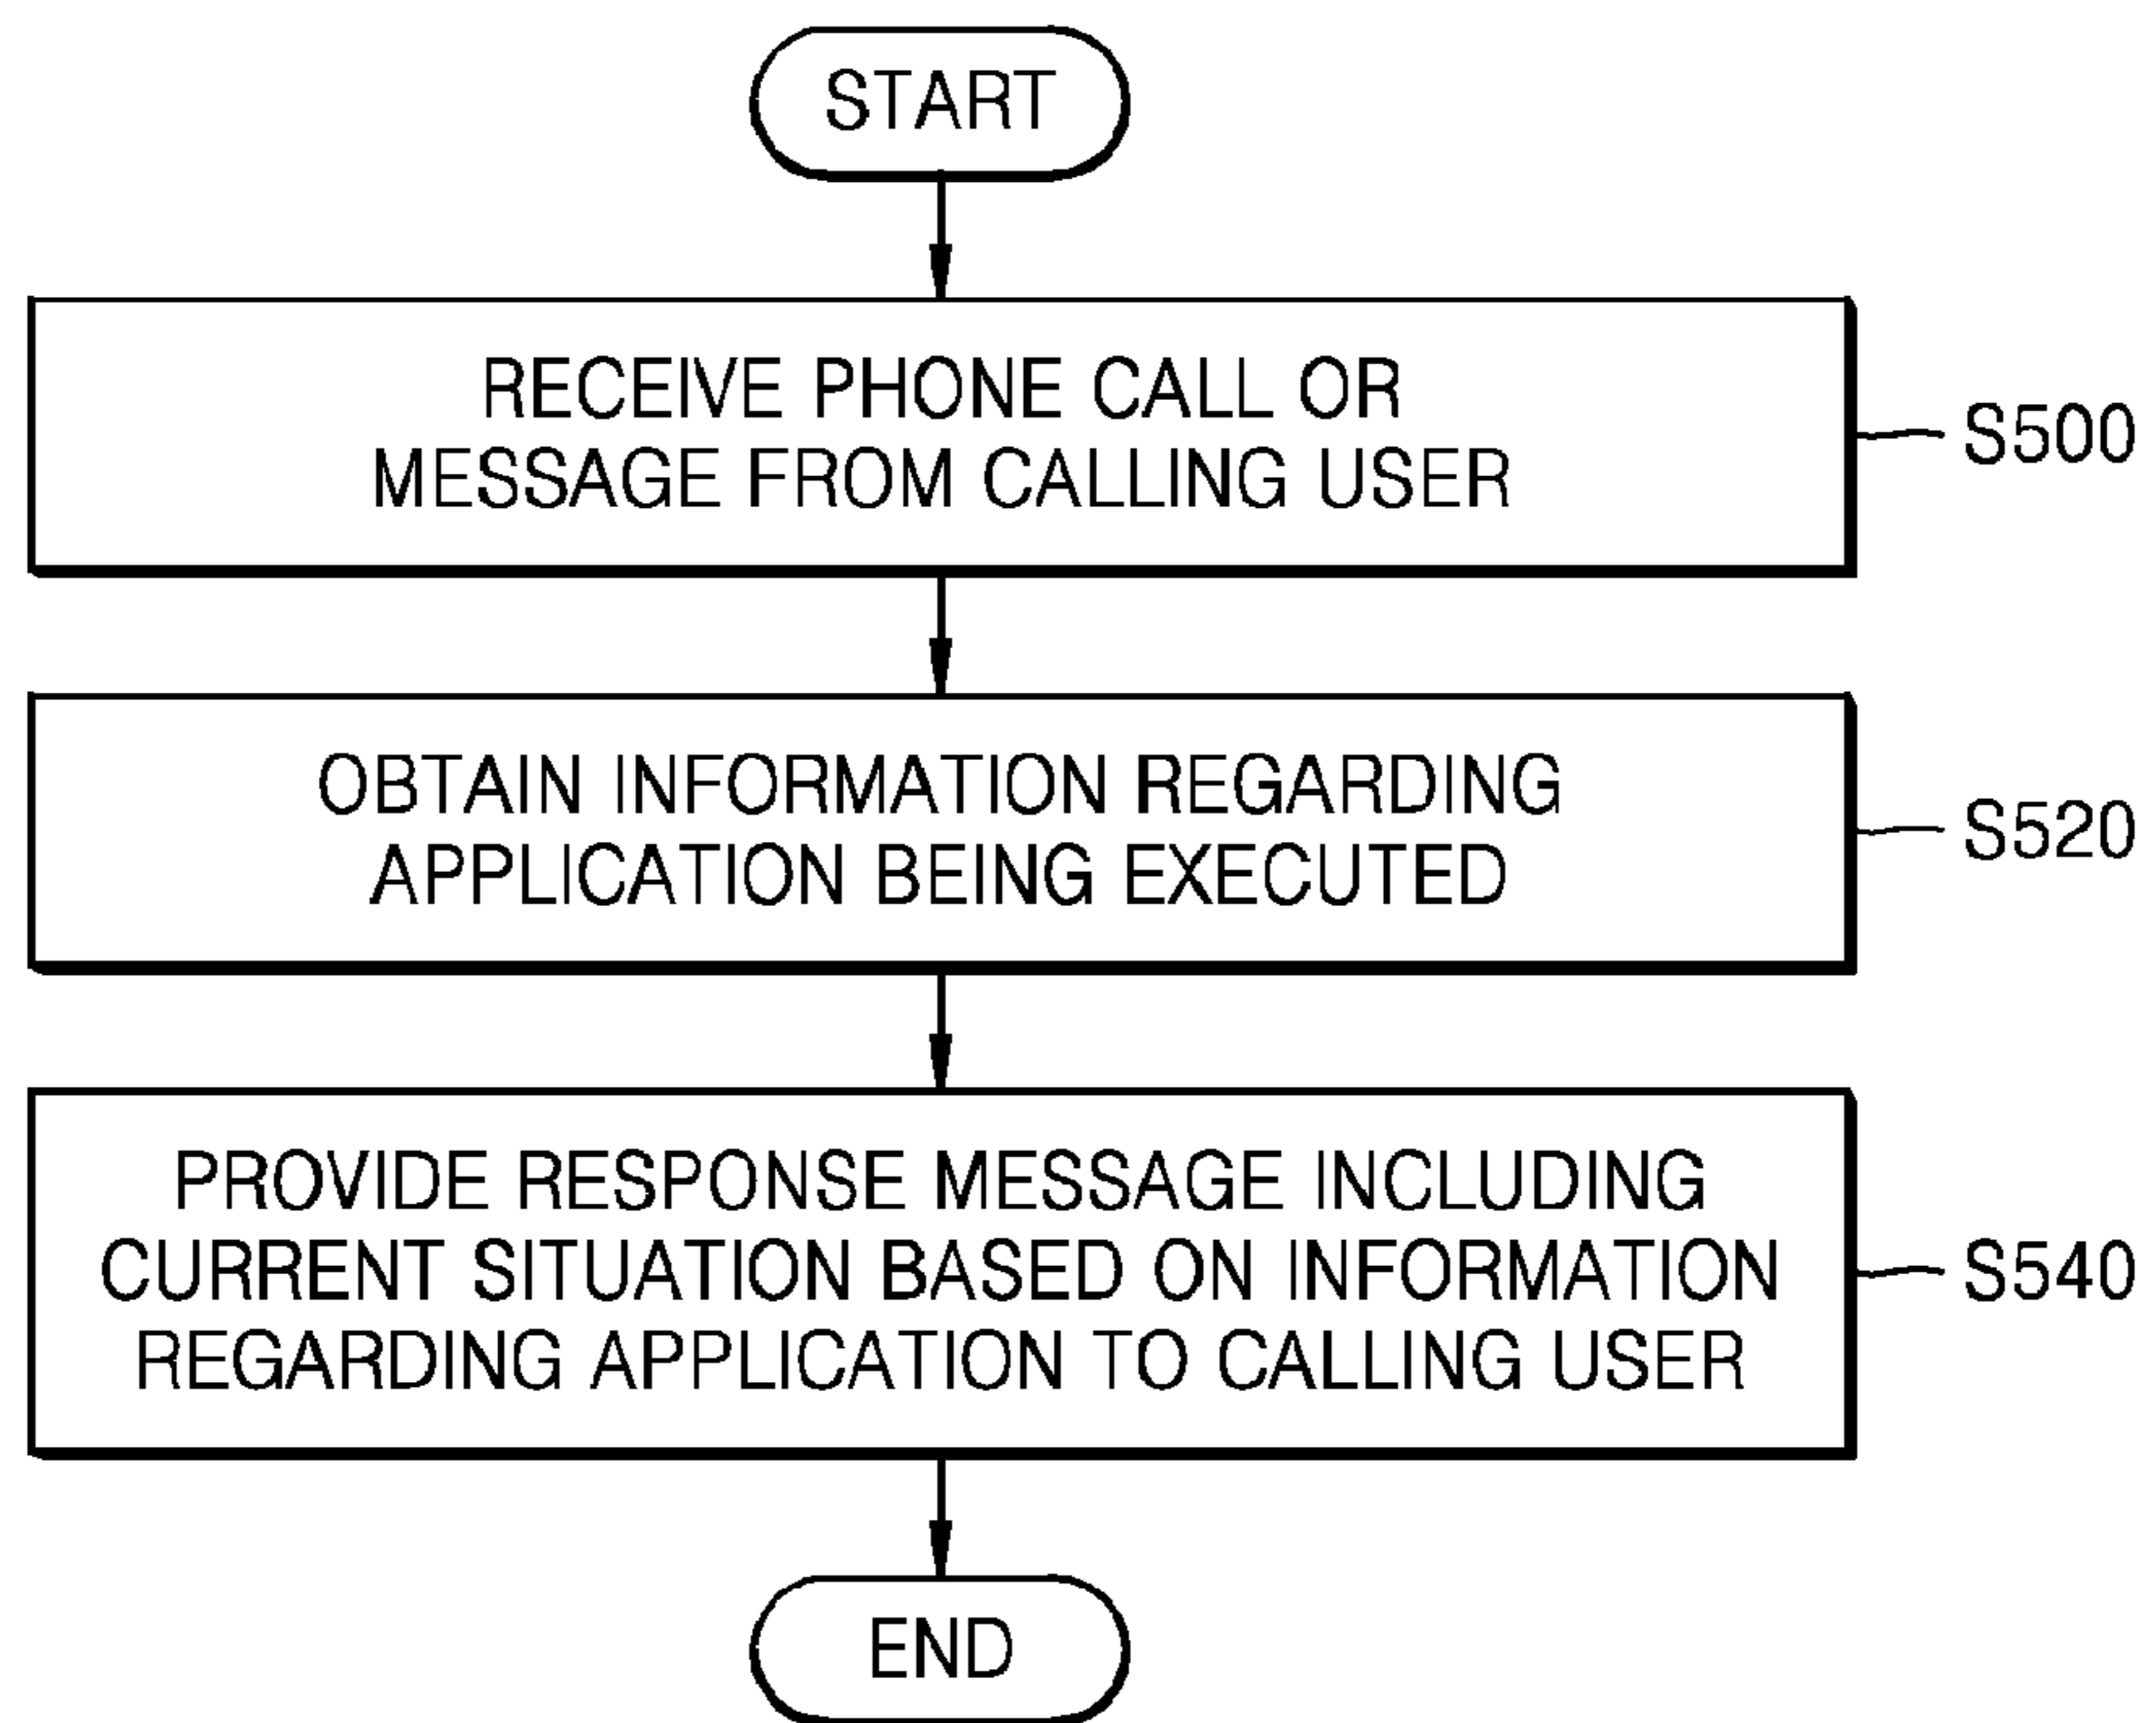 START
RECEIVE PHONE CALL OR
MESSAGE FROM CALLING USER
S500
OBTAIN INFORMATION REGARDING
APPLICATION BEING EXECUTED
S520
PROVIDE RESPONSE MESSAGE INCLUDING
CURRENT SITUATION BASED ON INFORMATION
REGARDING APPLICATION TO CALLING USER
S540
END